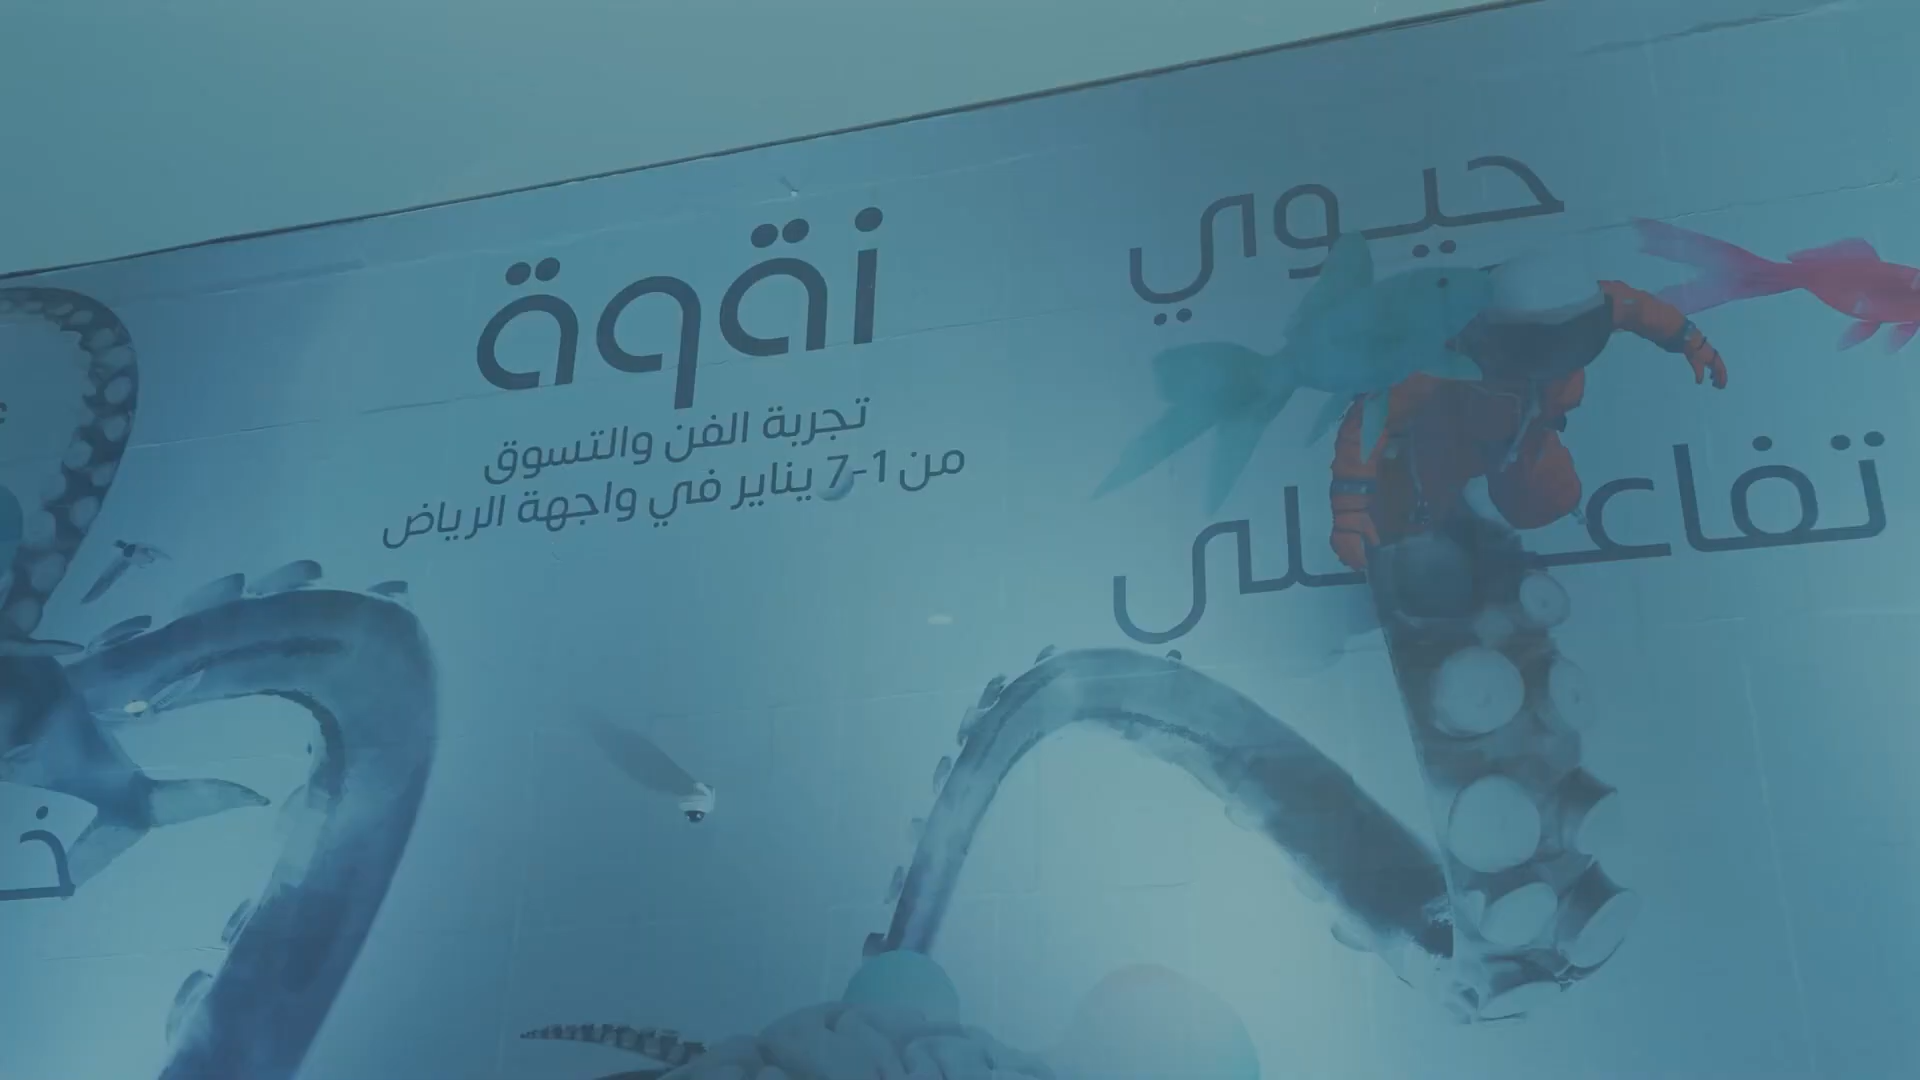 حيوي
تفاعلي
نقوة
تجربة الفن والتسوق
من 1-7 يناير في واجهة الرياض